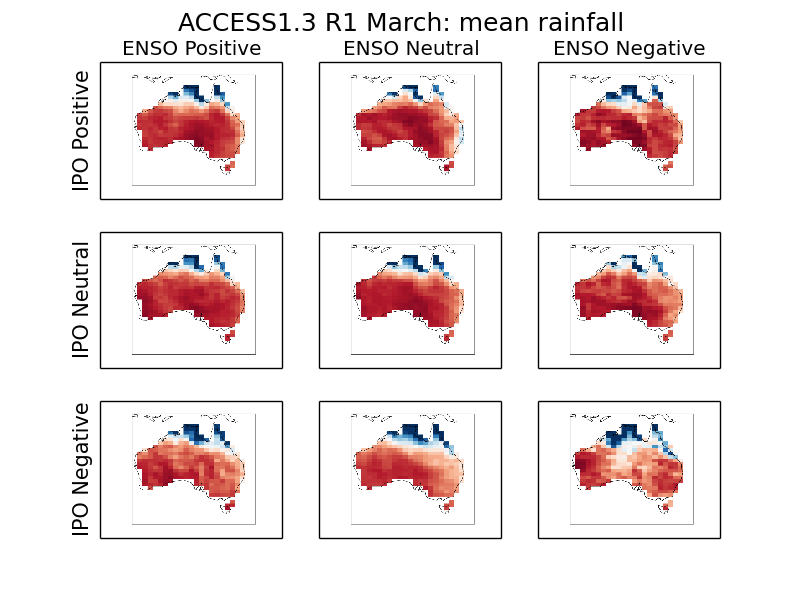 ACCESS1.3 R1 March: mean rainfall
ENSO Positive
ENSO Neutral
ENSO Negative
IPO Positive
IPO Neutral
IPO Negative